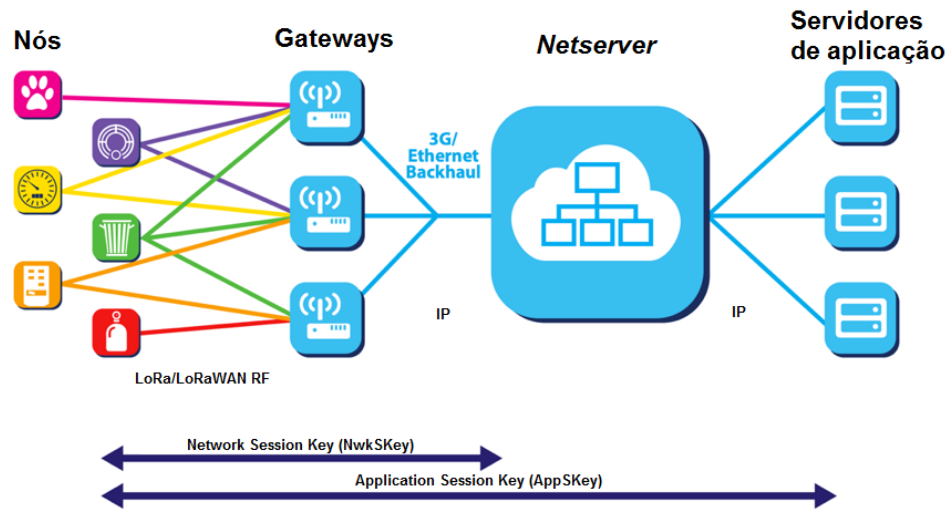 Nós
Gateways
Netserver
Servidores
de aplicação
3G/
Ethernet
Backhaul
IP
IP
LoRa/LoRaWAN RF
Network Session Key (NwkSKey)
Application Session Key (AppSKey)